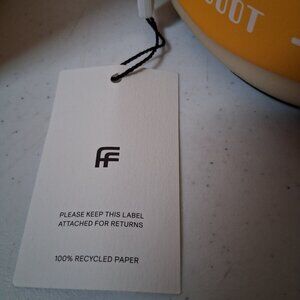 FF
PLEASE KEEP THIS LABEL
ATTACHED FOR RETURNS
100% RECYCLED PAPER